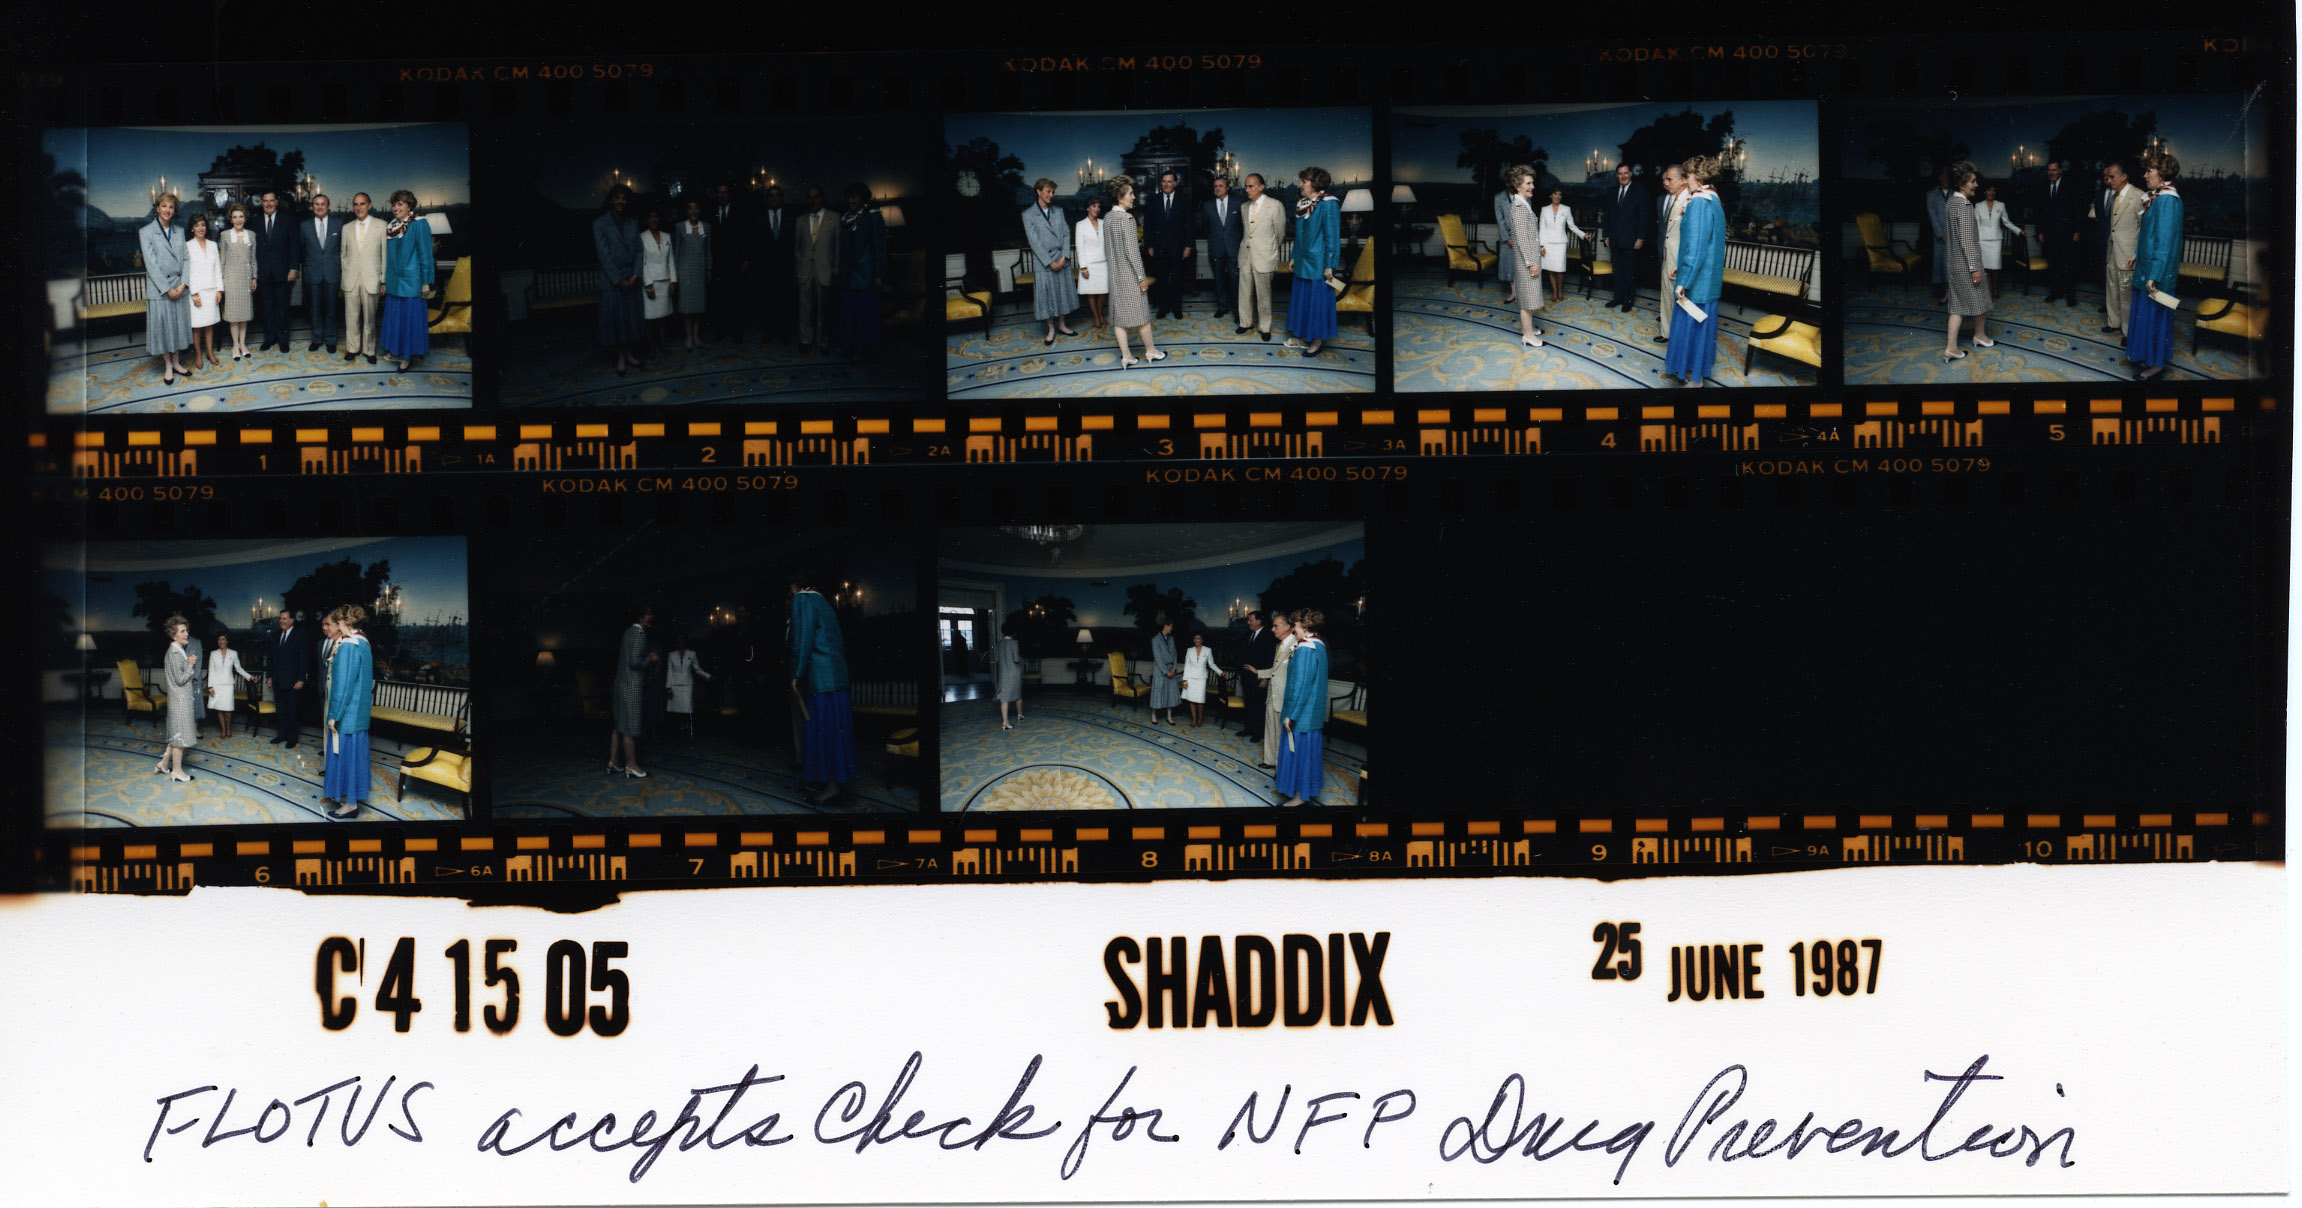 KODAK CM 400 5079 KODAK CM 400 5079 KODAK CM 400 5079 KOD
1 1A 2 2A 3 3A 4 4A 5
CM 400 5079 KODAK CM 400 5079 KODAK CM 400 5079 KODAK CM 400 5079
6 6A 7 7A 8 8A 9 9A 10
C 4 15 05 SHADDIX 25 JUNE 1987
FLOTUS accepts Check for NFP Drug Prevention